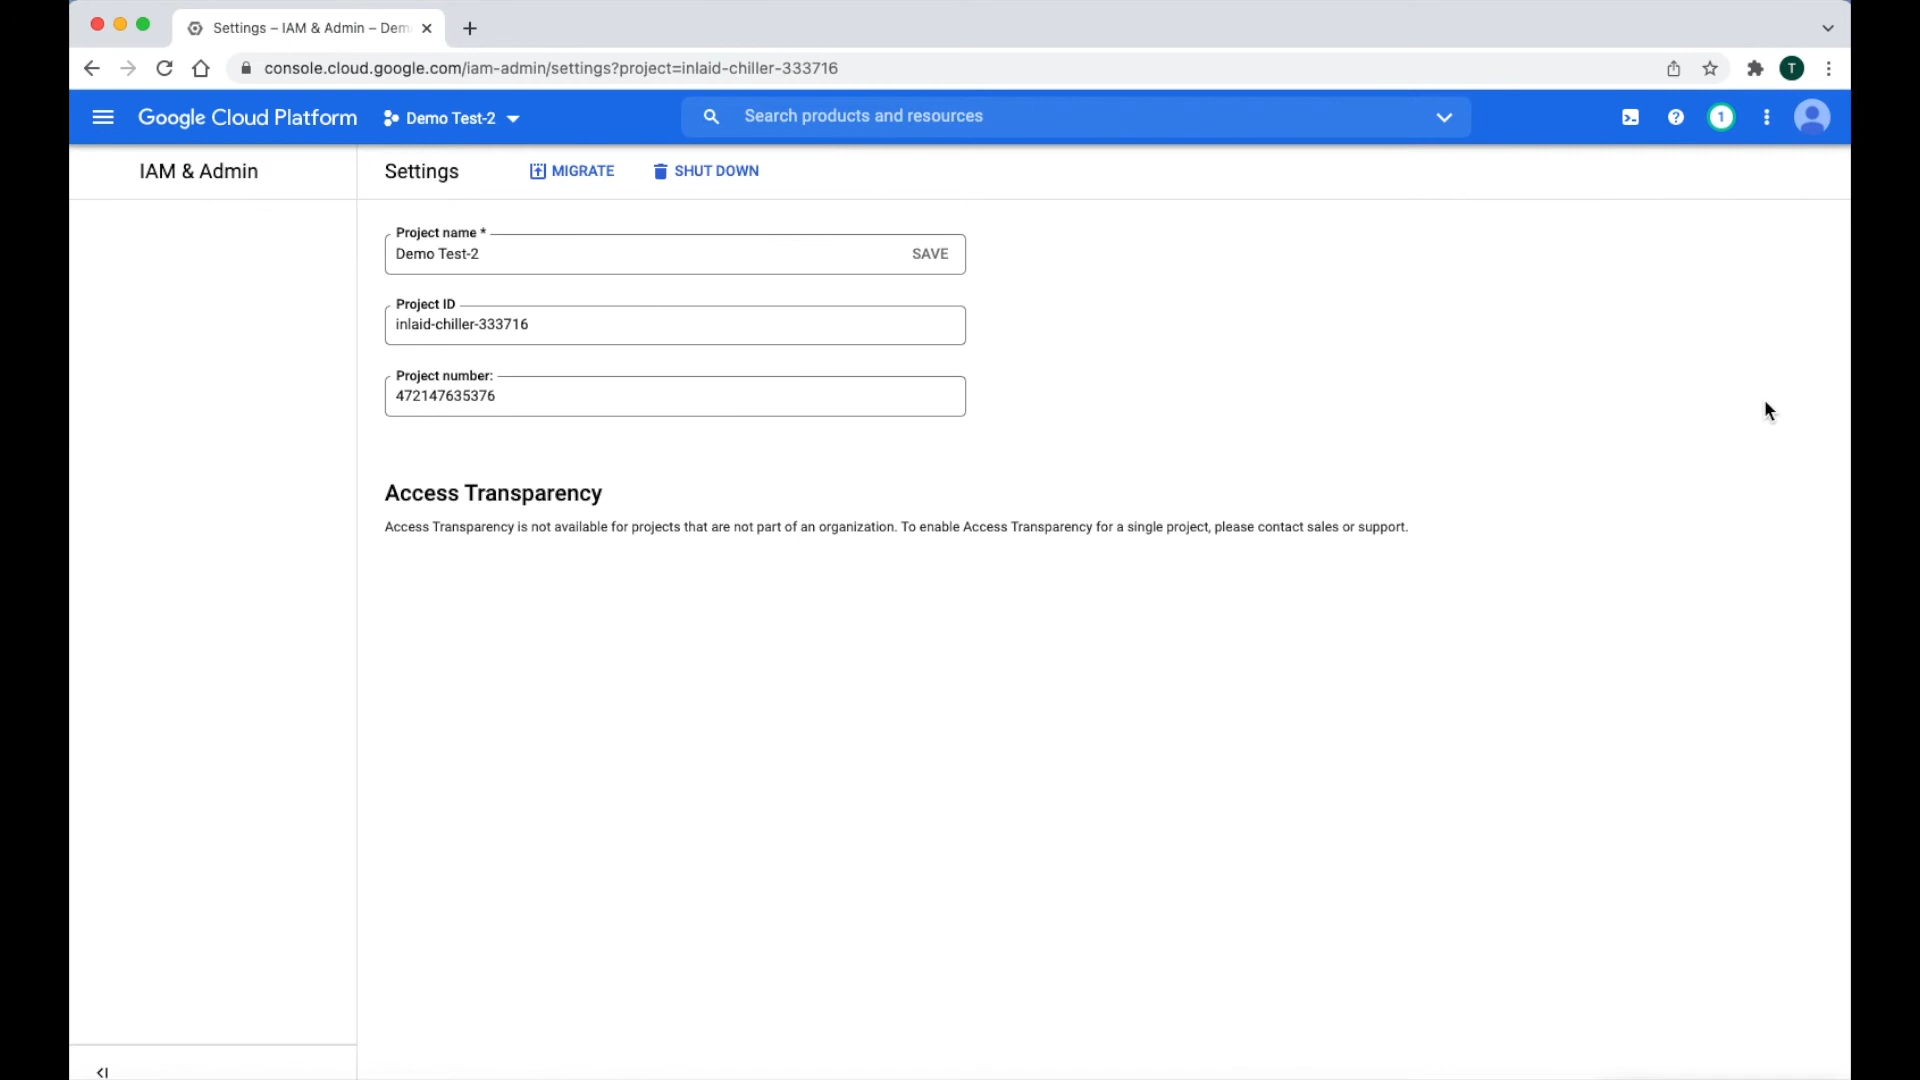 Settings – IAM & Admin – Dem
console.cloud.google.com/iam-admin/settings?project=inlaid-chiller-333716
T
Google Cloud Platform
Demo Test-2
Search products and resources
1
IAM & Admin
Settings
MIGRATE
SHUT DOWN
Project name *
Demo Test-2
SAVE
Project ID
inlaid-chiller-333716
Project number:
472147635376
Access Transparency
Access Transparency is not available for projects that are not part of an organization. To enable Access Transparency for a single project, please contact sales or support.